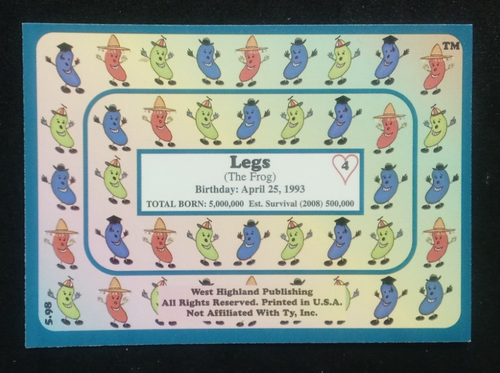 TM
Legs
4
(The Frog)
Birthday: April 25, 1993
TOTAL BORN: 5,000,000 Est. Survival (2008) 500,000
West Highland Publishing
All Rights Reserved. Printed in U.S.A.
Not Affiliated With Ty, Inc.
5.98